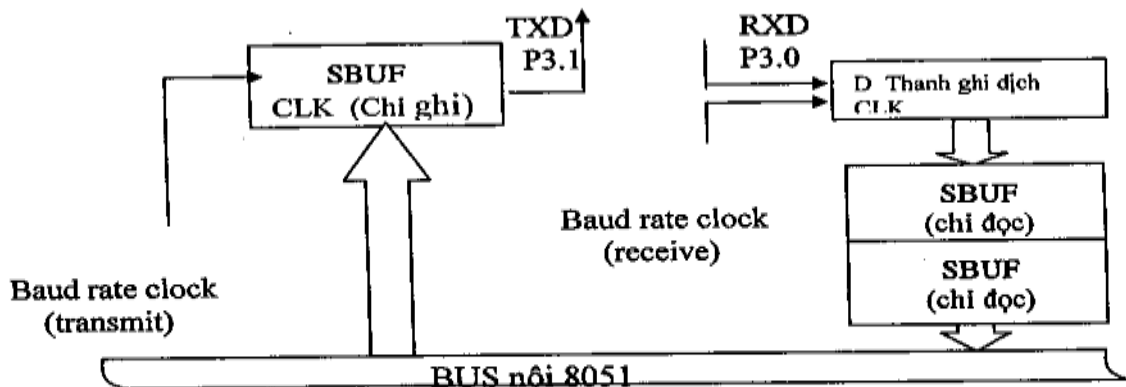 TXD
P3.1
SBUF
CLK (Chỉ ghi)
RXD
P3.0
D Thanh ghi dịch
CLK
SBUF
(chỉ đọc)
SBUF
(chỉ đọc)
Baud rate clock
(receive)
Baud rate clock
(transmit)
BUS nội 8051